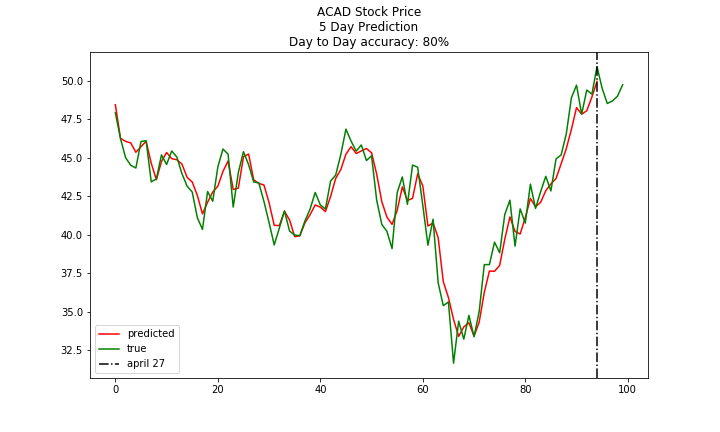 ACAD Stock Price
5 Day Prediction
Day to Day accuracy: 80%
50.0
47.5
45.0
42.5
40.0
37.5
35.0
32.5
predicted
true
april 27
0
20
40
60
80
100